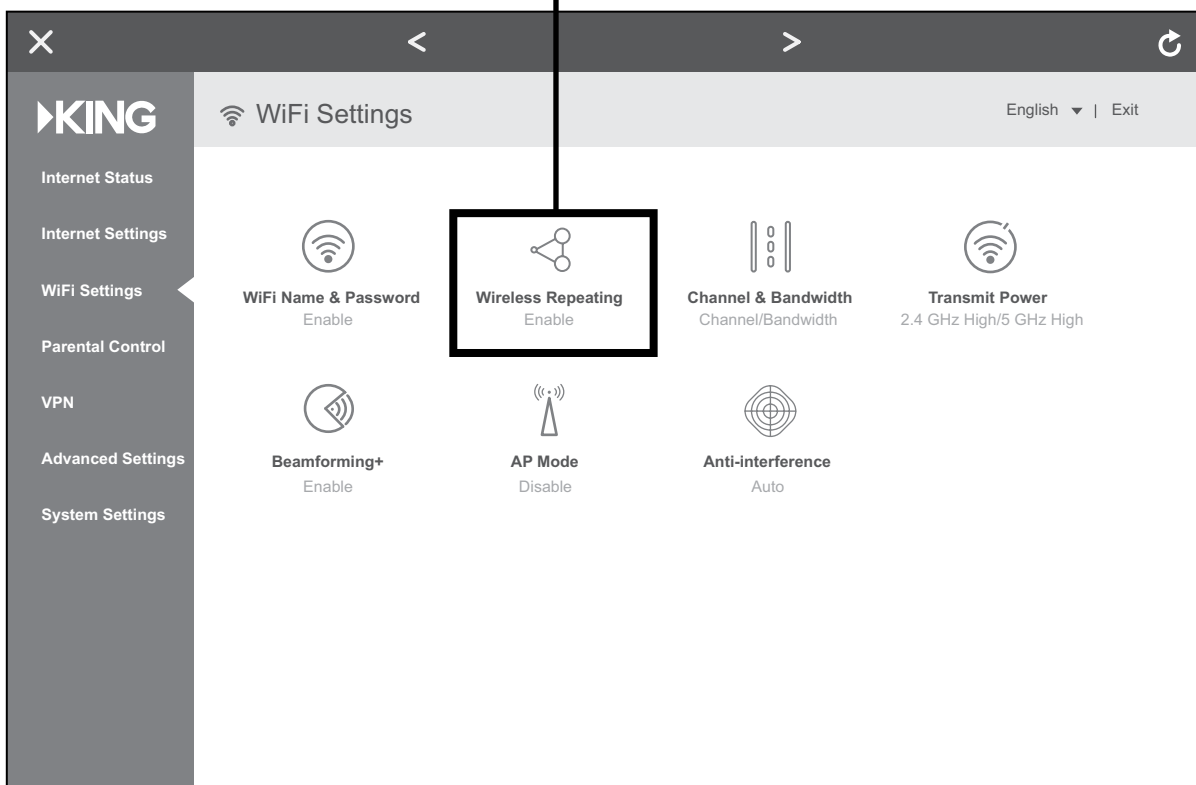 KING
WiFi Settings
English | Exit
Internet Status
Internet Settings
WiFi Settings
Parental Control
VPN
Advanced Settings
System Settings
WiFi Name & Password
Enable
Wireless Repeating
Enable
Channel & Bandwidth
Channel/Bandwidth
Transmit Power
2.4 GHz High/5 GHz High
Beamforming+
Enable
AP Mode
Disable
Anti-interference
Auto